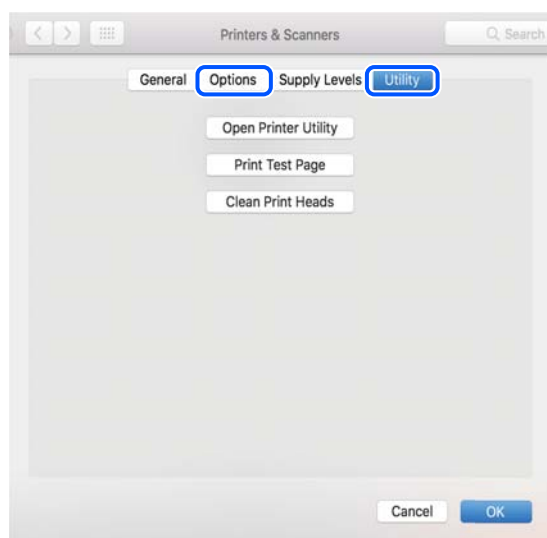 Printers & Scanners
Search
General Options Supply Levels Utility
Open Printer Utility
Print Test Page
Clean Print Heads
Cancel OK